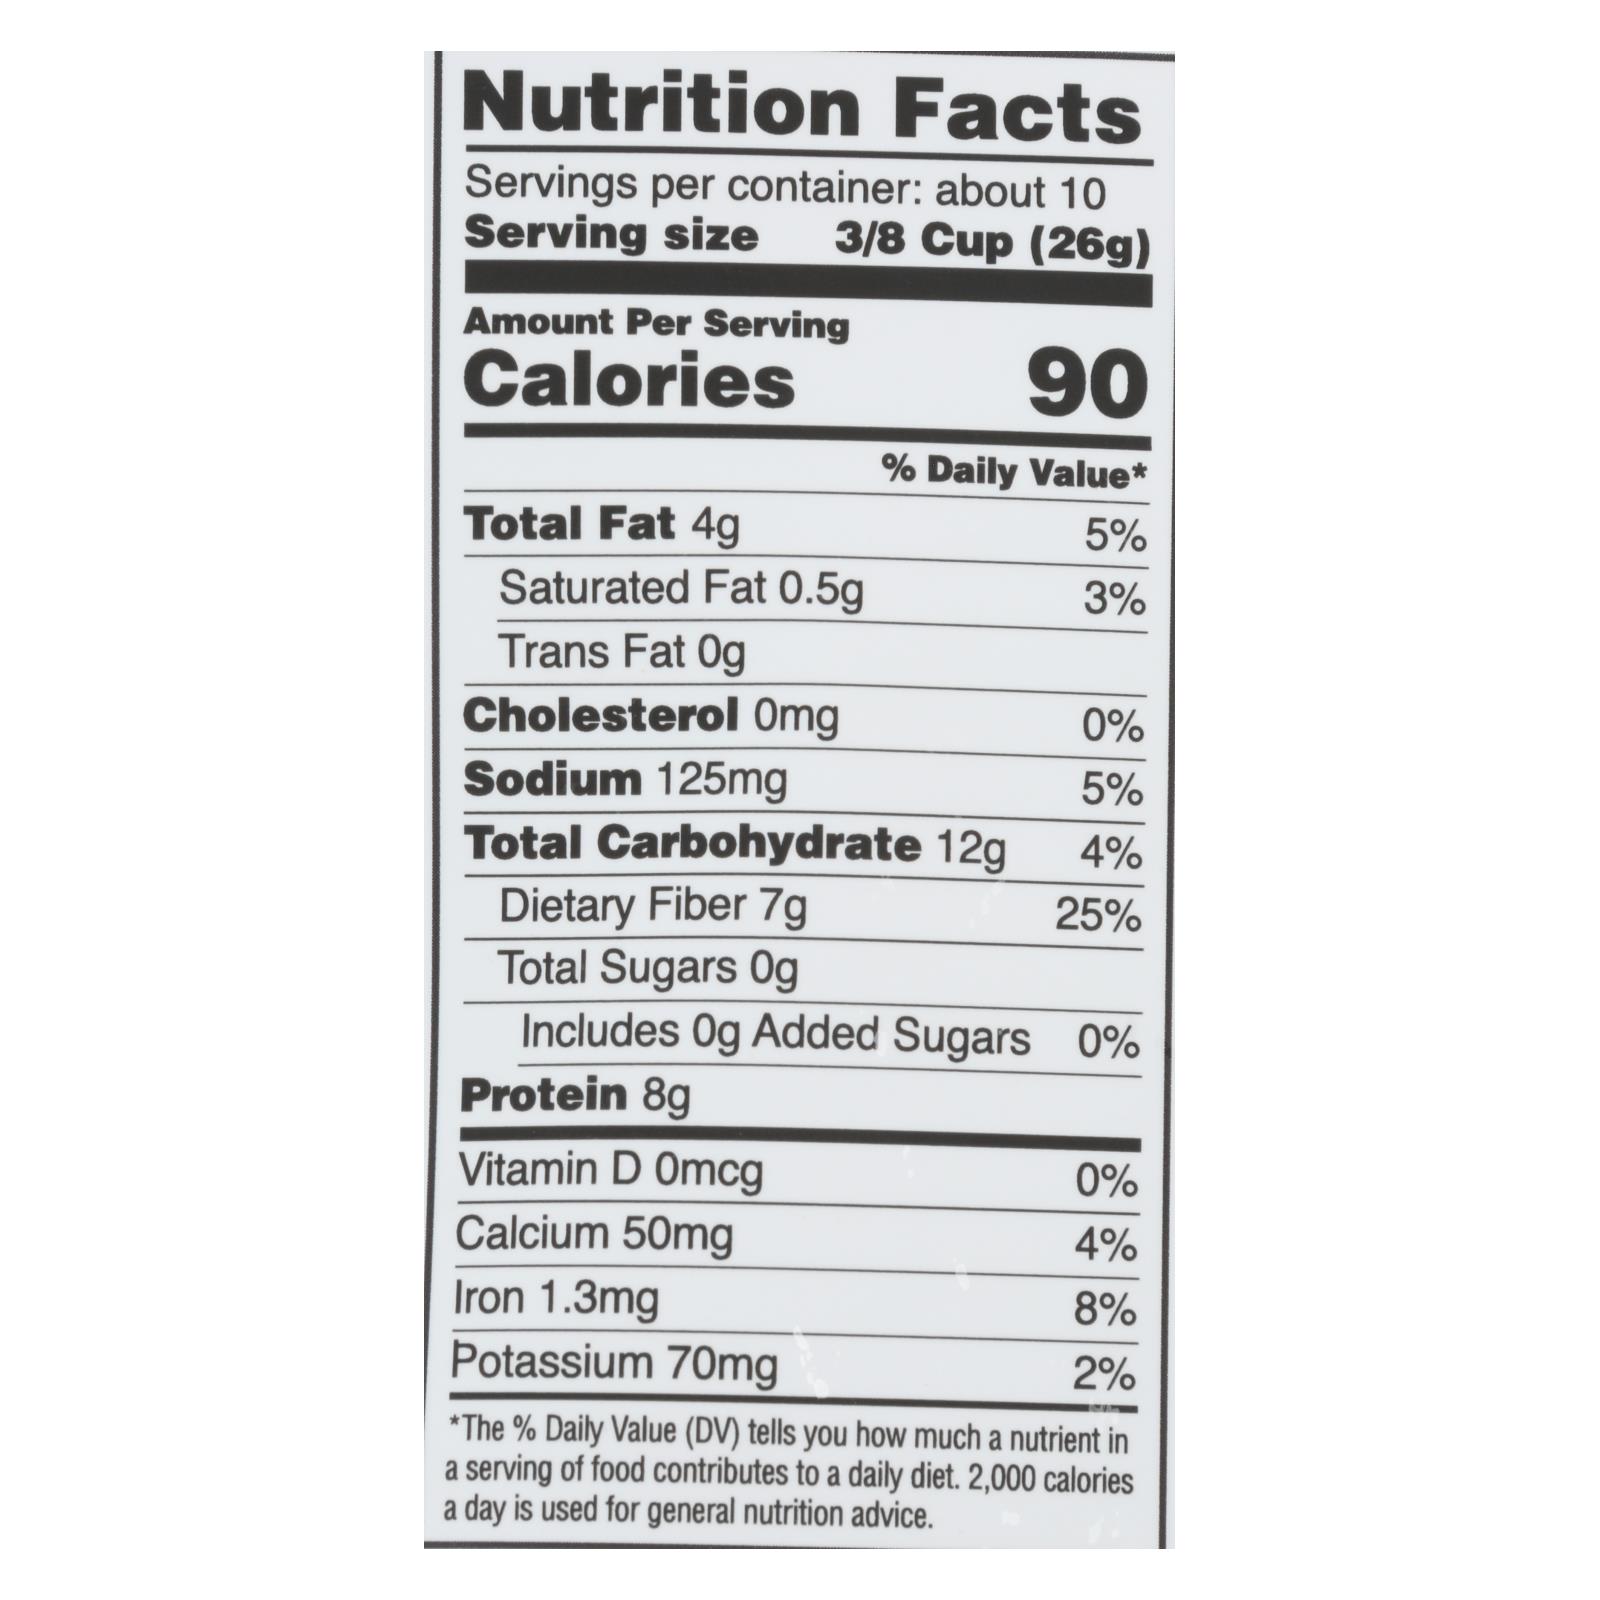 Nutrition Facts
Servings per container: about 10
Serving size 3/8 Cup (26g)
Amount Per Serving
Calories 90
% Daily Value*
Total Fat 4g 5%
Saturated Fat 0.5g 3%
Trans Fat 0g
Cholesterol 0mg 0%
Sodium 125mg 5%
Total Carbohydrate 12g 4%
Dietary Fiber 7g 25%
Total Sugars 0g
Includes 0g Added Sugars 0%
Protein 8g
Vitamin D 0mcg 0%
Calcium 50mg 4%
Iron 1.3mg 8%
Potassium 70mg 2%
*The % Daily Value (DV) tells you how much a nutrient in
a serving of food contributes to a daily diet. 2,000 calories
a day is used for general nutrition advice.